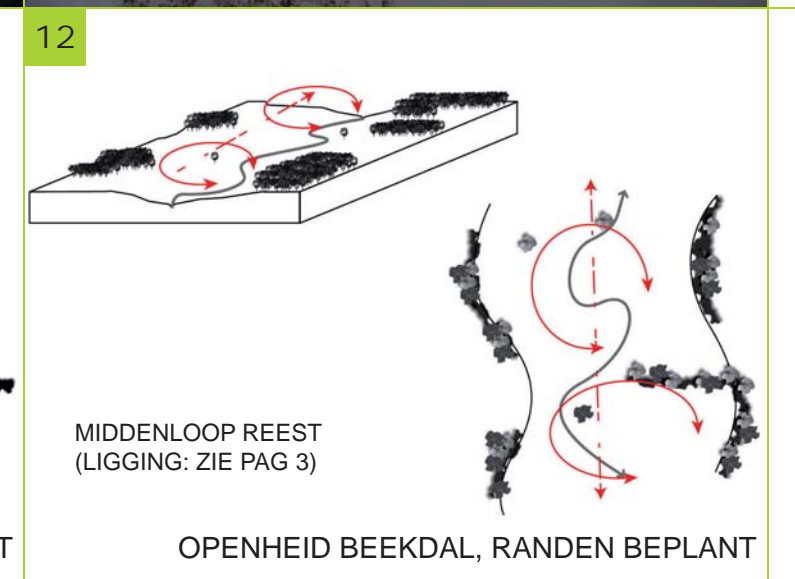 12
MIDDENLOOP REEST
(LIGGING: ZIE PAG 3)
T
OPENHEID BEEKDAL, RANDEN BEPLANT